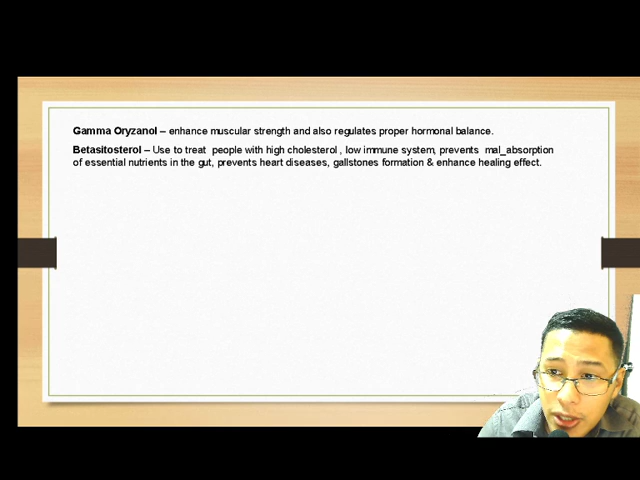 Gamma Oryzanol – enhance muscular strength and also regulates proper hormonal balance.
Betasitosterol – Use to treat  people with high cholesterol , low immune system, prevents  mal_absorption
of essential nutrients in the gut, prevents heart diseases, gallstones formation & enhance healing effect.